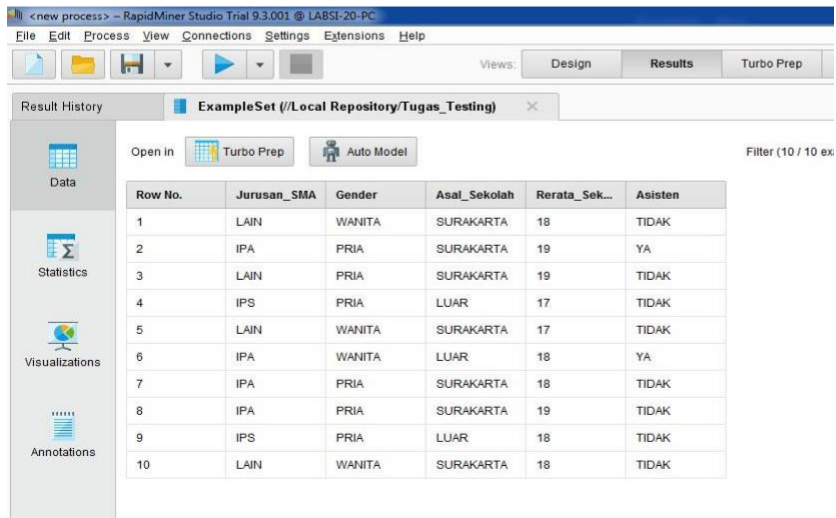 <new process> – RapidMiner Studio Trial 9.3.001 @ LABSI-20-PC
File Edit Process View Connections Settings Extensions Help
Views: Design Results Turbo Prep
Result History ExampleSet (//Local Repository/Tugas_Testing)
Open in Turbo Prep Auto Model Filter (10 / 10 exa
Data
Statistics
Visualizations
Annotations
Row No. Jurusan_SMA Gender Asal_Sekolah Rerata_Sek... Asisten
1 LAIN WANITA SURAKARTA 18 TIDAK
2 IPA PRIA SURAKARTA 19 YA
3 LAIN PRIA SURAKARTA 19 TIDAK
4 IPS PRIA LUAR 17 TIDAK
5 LAIN WANITA SURAKARTA 17 TIDAK
6 IPA WANITA LUAR 18 YA
7 IPA PRIA SURAKARTA 18 TIDAK
8 IPA PRIA SURAKARTA 19 TIDAK
9 IPS PRIA LUAR 18 TIDAK
10 LAIN WANITA SURAKARTA 18 TIDAK